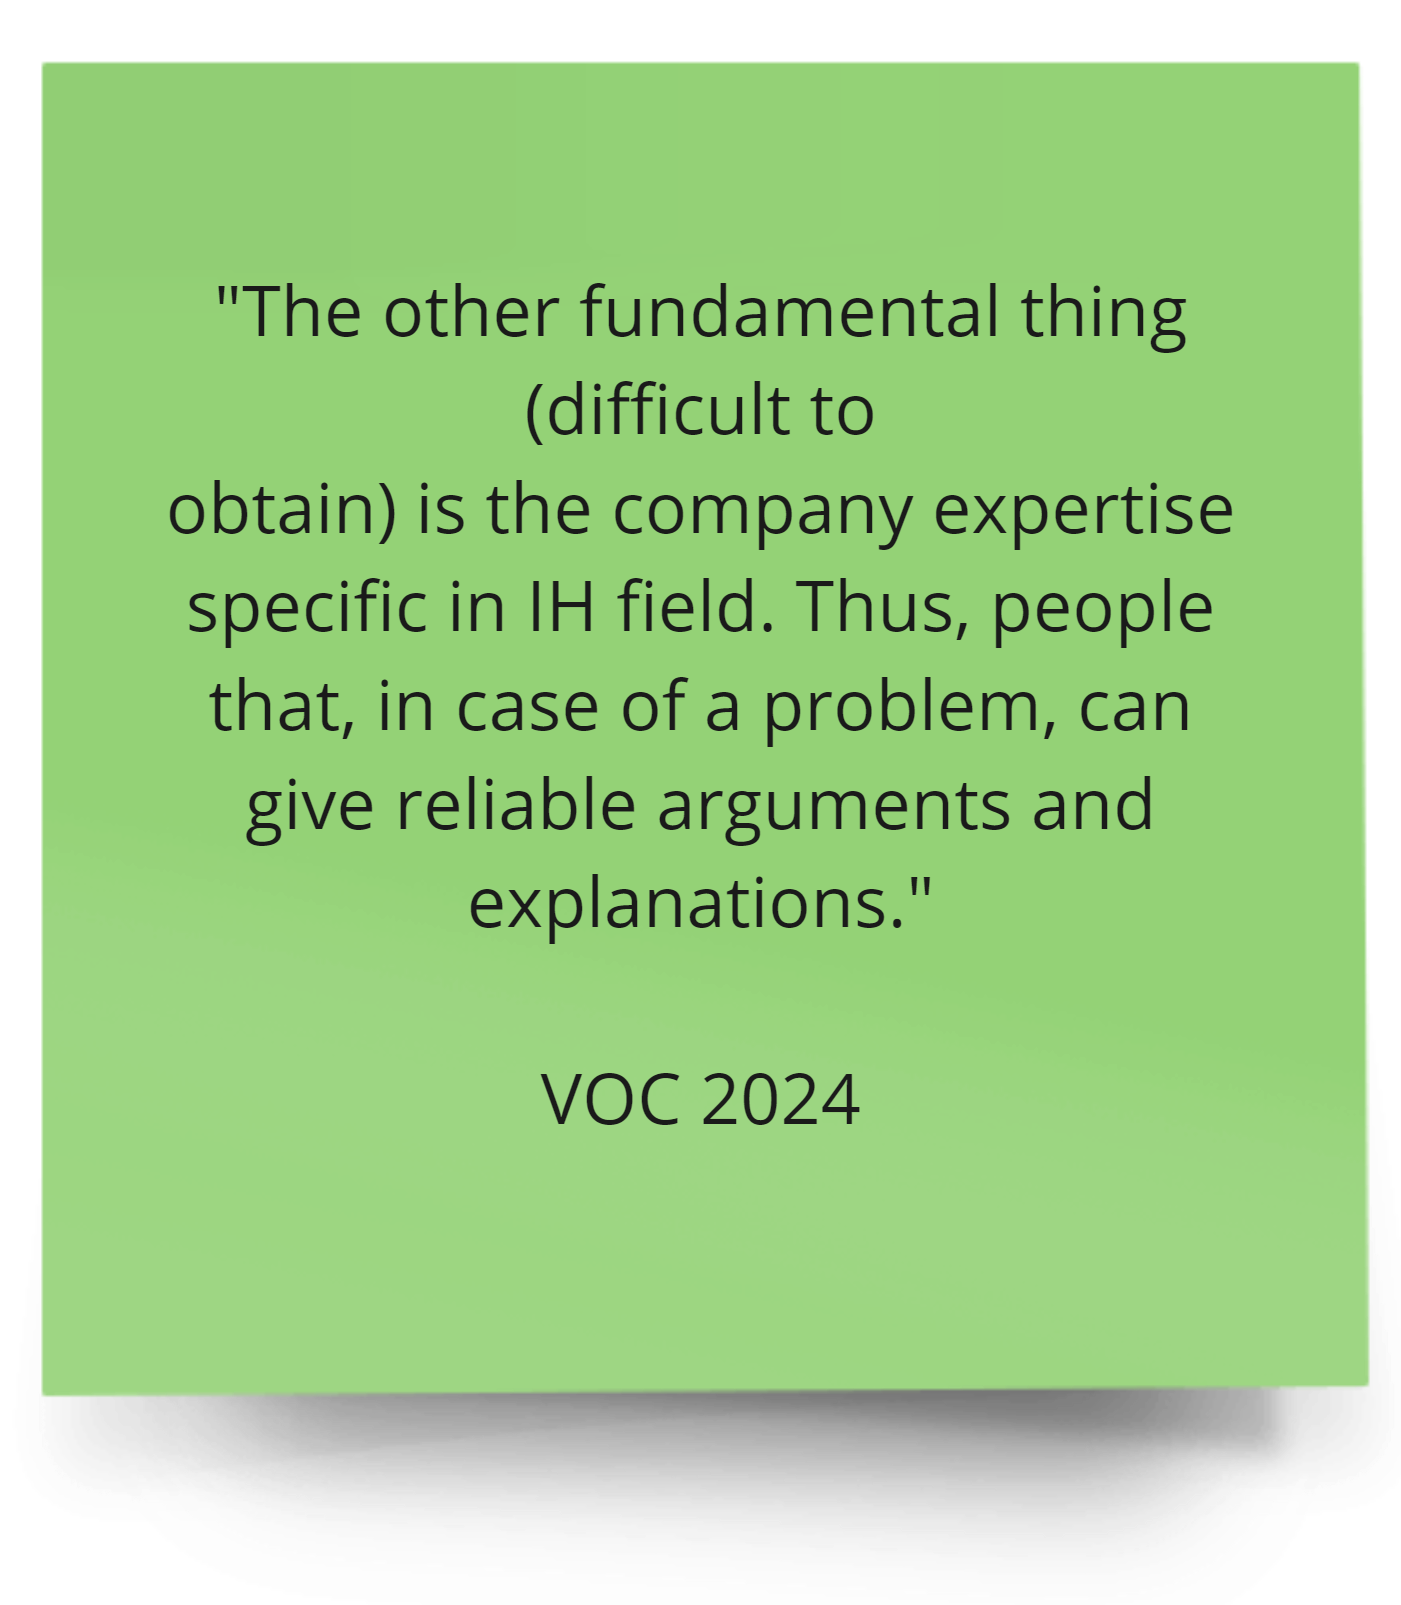 "The other fundamental thing
(difficult to
obtain) is the company expertise
specific in IH field. Thus, people
that, in case of a problem, can
give reliable arguments and
explanations."
VOC 2024